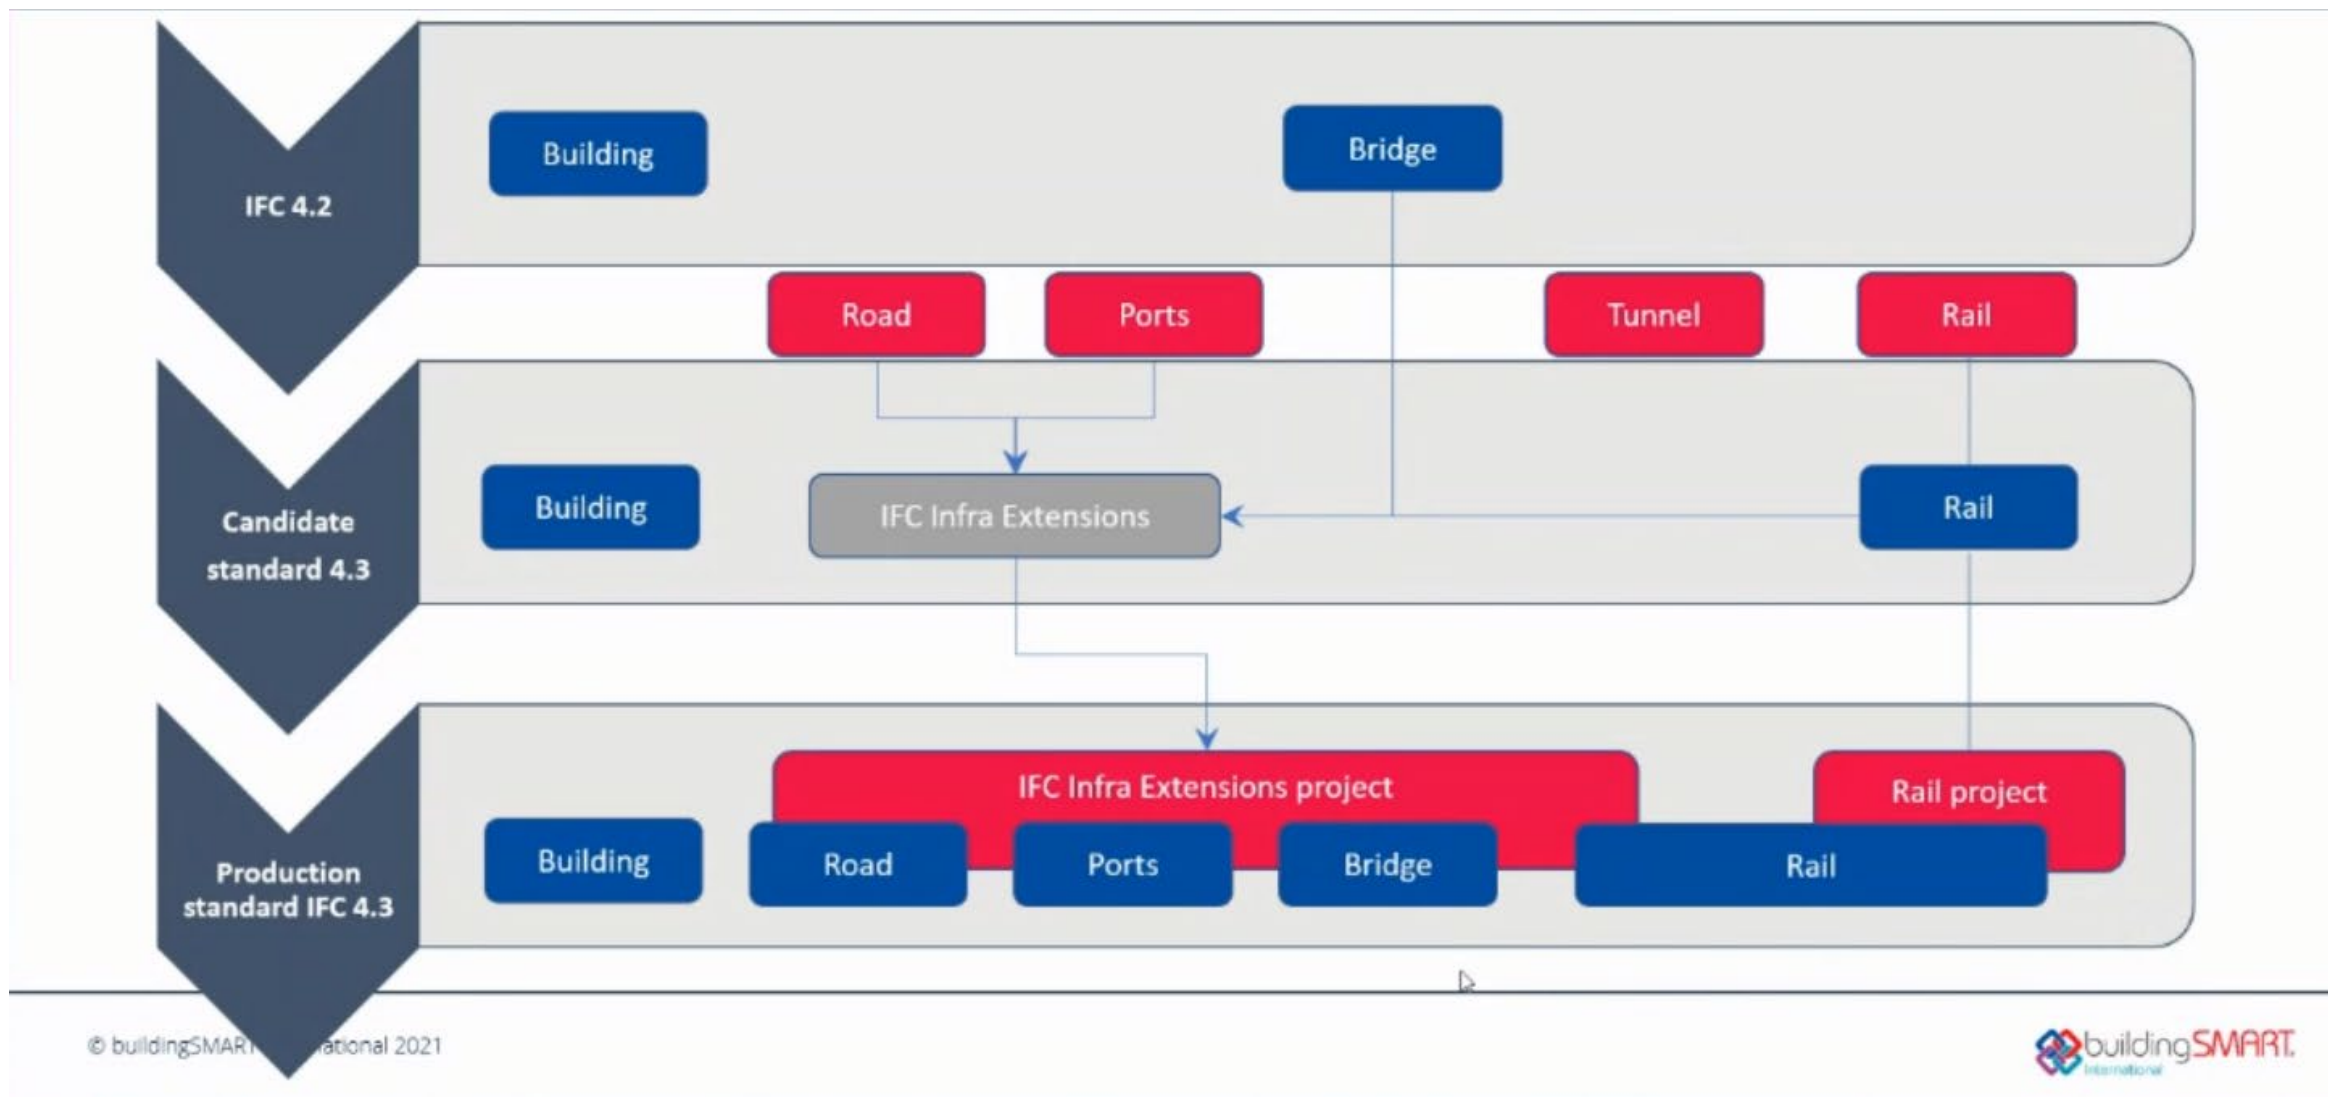 IFC 4.2
Building
Bridge
Road
Ports
Tunnel
Rail
Candidate
standard 4.3
Building
IFC Infra Extensions
Rail
Production
standard IFC 4.3
IFC Infra Extensions project
Rail project
Building
Road
Ports
Bridge
Rail
© buildingSMART ational 2021
buildingSMART.
International